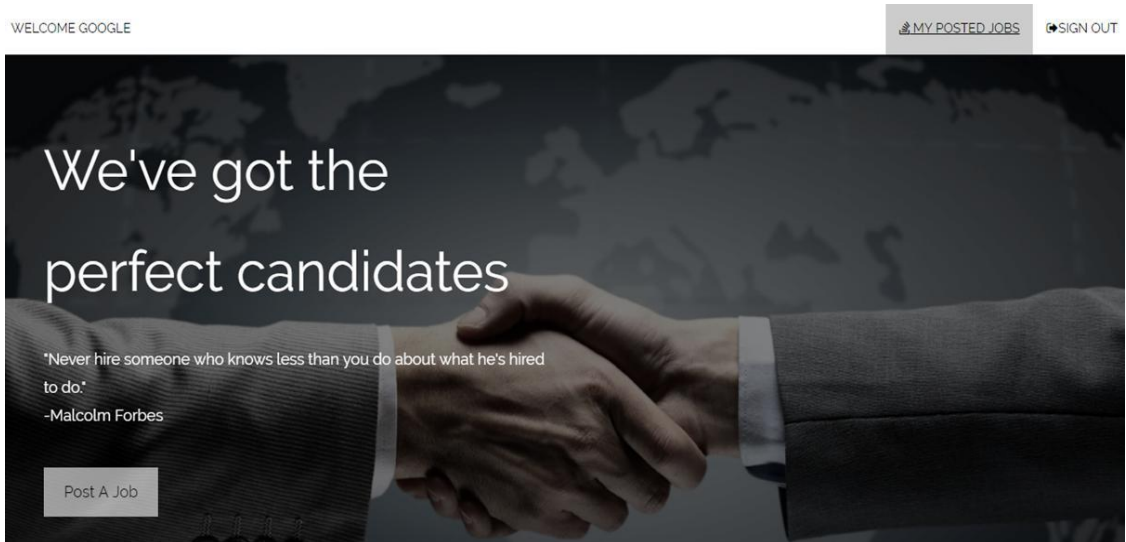 WELCOME GOOGLE
MY POSTED JOBS
SIGN OUT
We've got the
perfect candidates
"Never hire someone who knows less than you do about what he's hired
to do."
-Malcolm Forbes
Post A Job